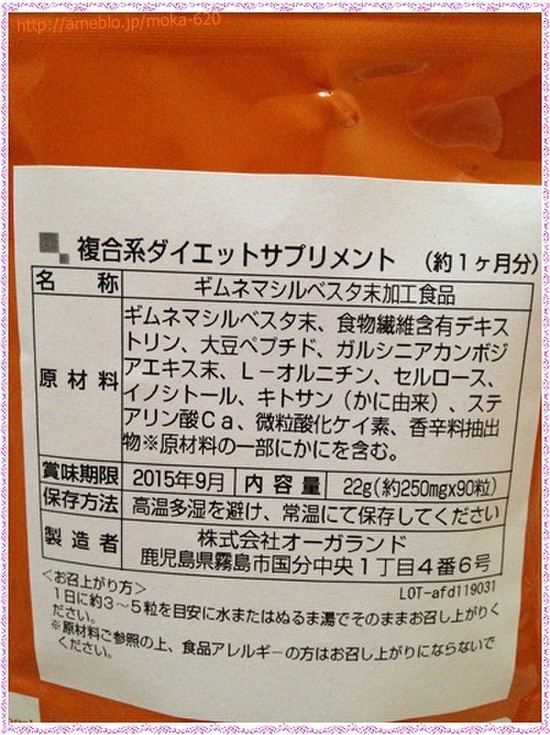 http://ameblo.jp/moka-620
複合系ダイエットサプリメント (約1ヶ月分)
名 称 ギムネマシルベスタ末加工食品
原材料 ギムネマシルベスタ末、食物繊維含有デキス
トリン、大豆ペプチド、ガルシニアカンボジ
アエキス末、L-オルニチン、セルロース、
イノシトール、キトサン(かに由来)、ステ
アリン酸Ca、微粒酸化ケイ素、香辛料抽出
物※原材料の一部にかにを含む。
賞味期限 2015年9月 内容量 22g(約250mgx90粒)
保存方法 高温多湿を避け、常温にて保存してください
製造者 株式会社オーガランド
鹿児島県霧島市国分中央1丁目4番6号
LOT-afd119031
<お召上がり方>
1日に約3~5粒を目安に水またはぬるま湯でそのままお召し上がりく
ださい。
※原材料ご参照の上、食品アレルギーの方はお召し上がりにならないで
ください。